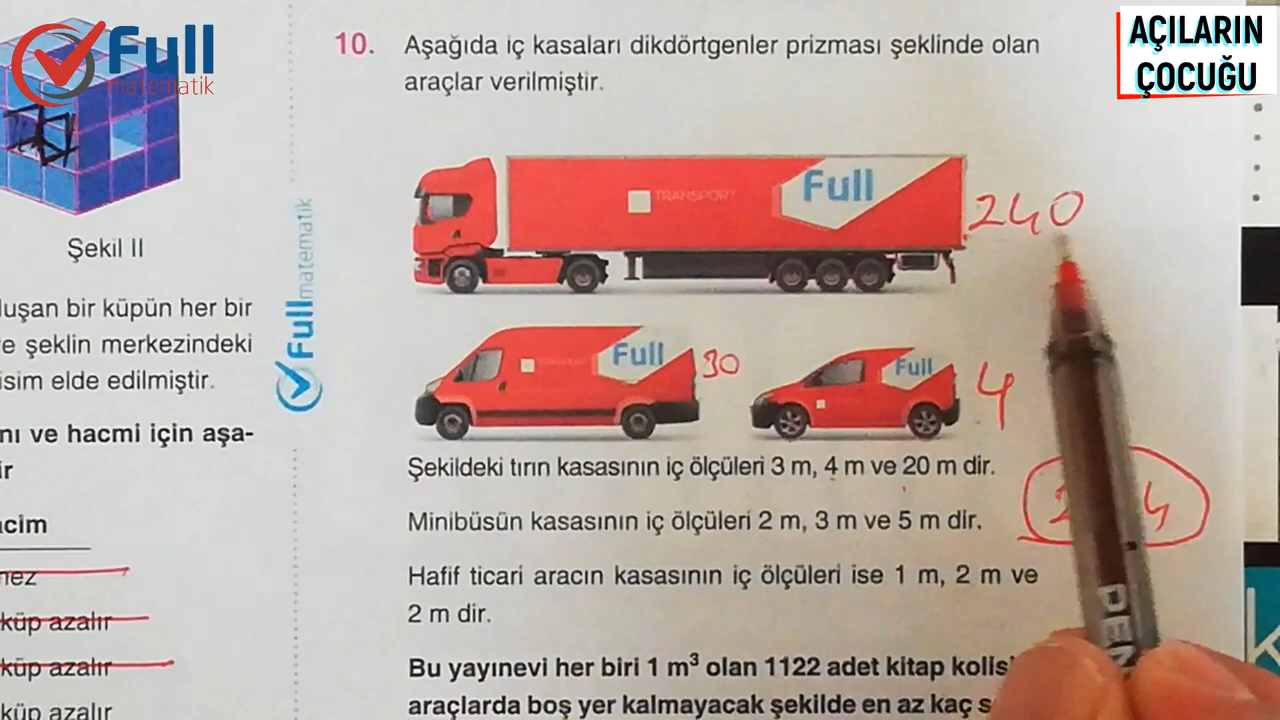 Full
matematik
AÇILARIN
ÇOCUĞU
Şekil II
luşan bir küpün her bir
e şeklin merkezindeki
isim elde edilmiştir.
nı ve hacmi için aşa-
ir
acim
mez
küp azalır
küp azalır
küp azalır
Full matematik
10. Aşağıda iç kasaları dikdörtgenler prizması şeklinde olan
araçlar verilmiştir.
TRANSPORT
Full
240
TRANSPORT
Full
30
Full
4
Şekildeki tırın kasasının iç ölçüleri 3 m, 4 m ve 20 m dir.
Minibüsün kasasının iç ölçüleri 2 m, 3 m ve 5 m dir.
Hafif ticari aracın kasasının iç ölçüleri ise 1 m, 2 m ve
2 m dir.
Bu yayınevi her biri 1 m³ olan 1122 adet kitap kolis
araçlarda boş yer kalmayacak şekilde en az kaç s
4
PEN